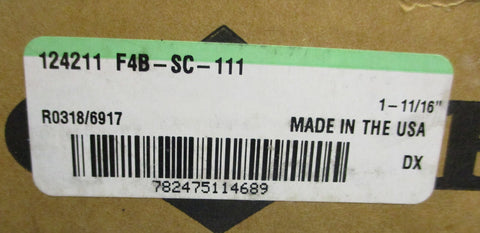 124211 F4B-SC-111
1-11/16"
R0318/6917
MADE IN THE USA
DX
782475114689